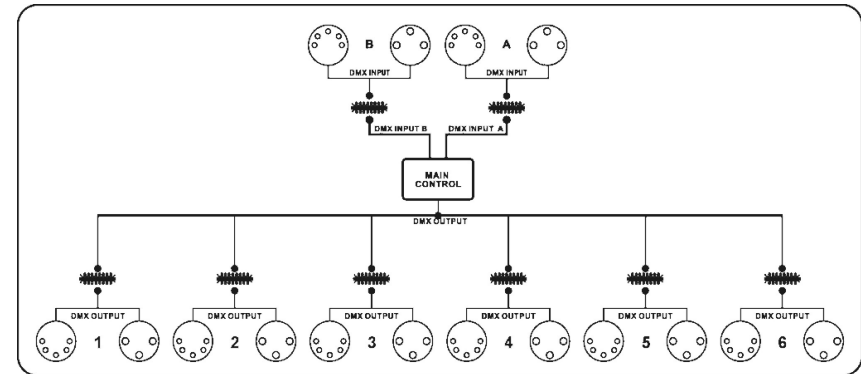 B A
DMX INPUT DMX INPUT
DMX INPUT B DMX INPUT A
MAIN
CONTROL
DMX OUTPUT
DMX OUTPUT DMX OUTPUT DMX OUTPUT DMX OUTPUT DMX OUTPUT DMX OUTPUT
1 2 3 4 5 6